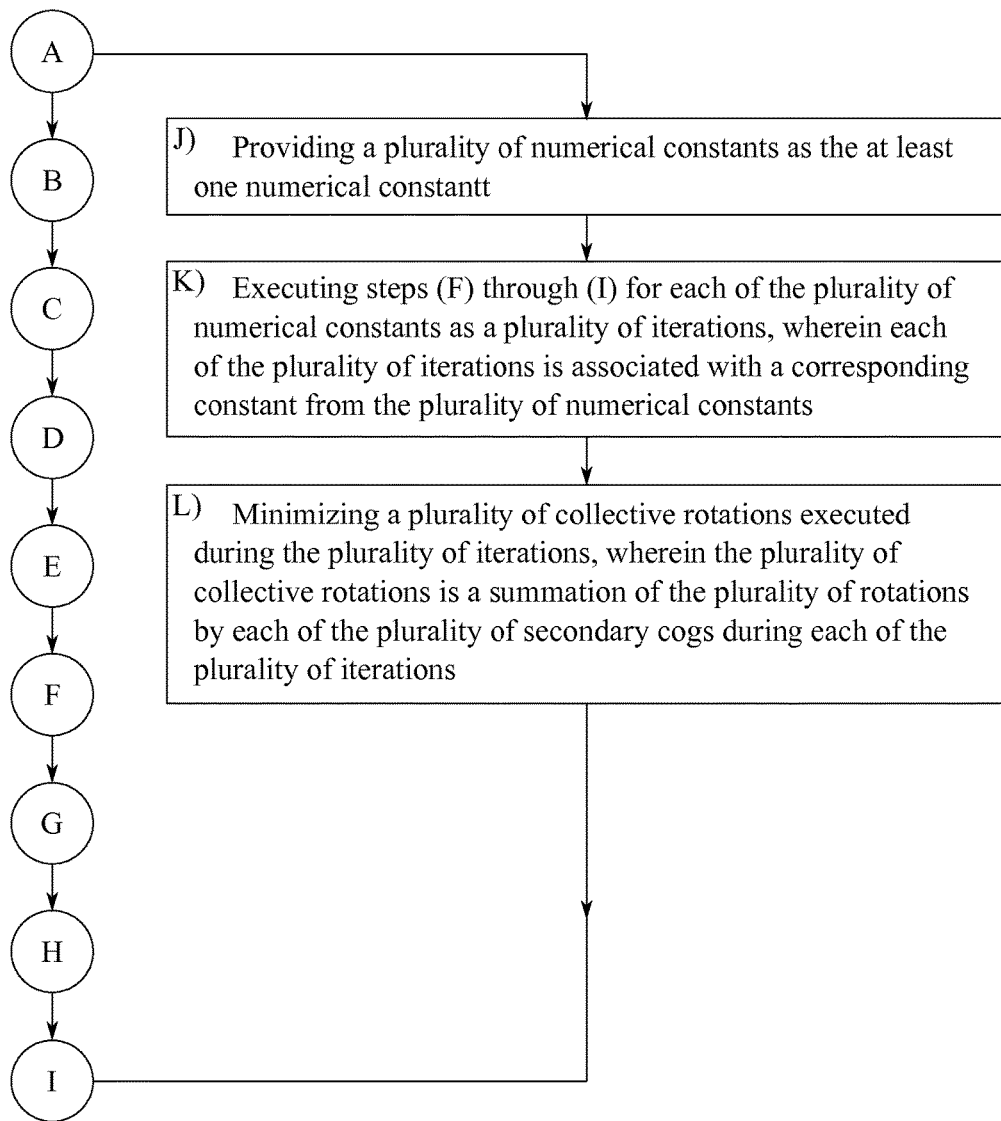 A
B
C
D
E
F
G
H
I
J) Providing a plurality of numerical constants as the at least
one numerical constantt
K) Executing steps (F) through (I) for each of the plurality of
numerical constants as a plurality of iterations, wherein each
of the plurality of iterations is associated with a corresponding
constant from the plurality of numerical constants
L) Minimizing a plurality of collective rotations executed
during the plurality of iterations, wherein the plurality of
collective rotations is a summation of the plurality of rotations
by each of the plurality of secondary cogs during each of the
plurality of iterations